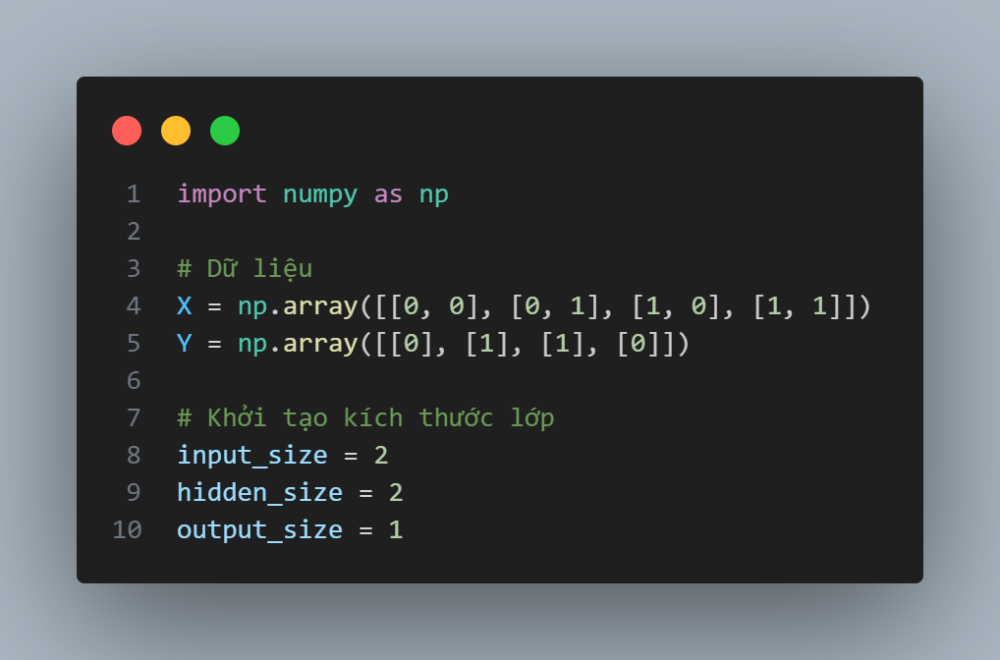 1 import numpy as np
2
3 # Dữ liệu
4 X = np.array([[0, 0], [0, 1], [1, 0], [1, 1]])
5 Y = np.array([[0], [1], [1], [0]])
6
7 # Khởi tạo kích thước lớp
8 input_size = 2
9 hidden_size = 2
10 output_size = 1